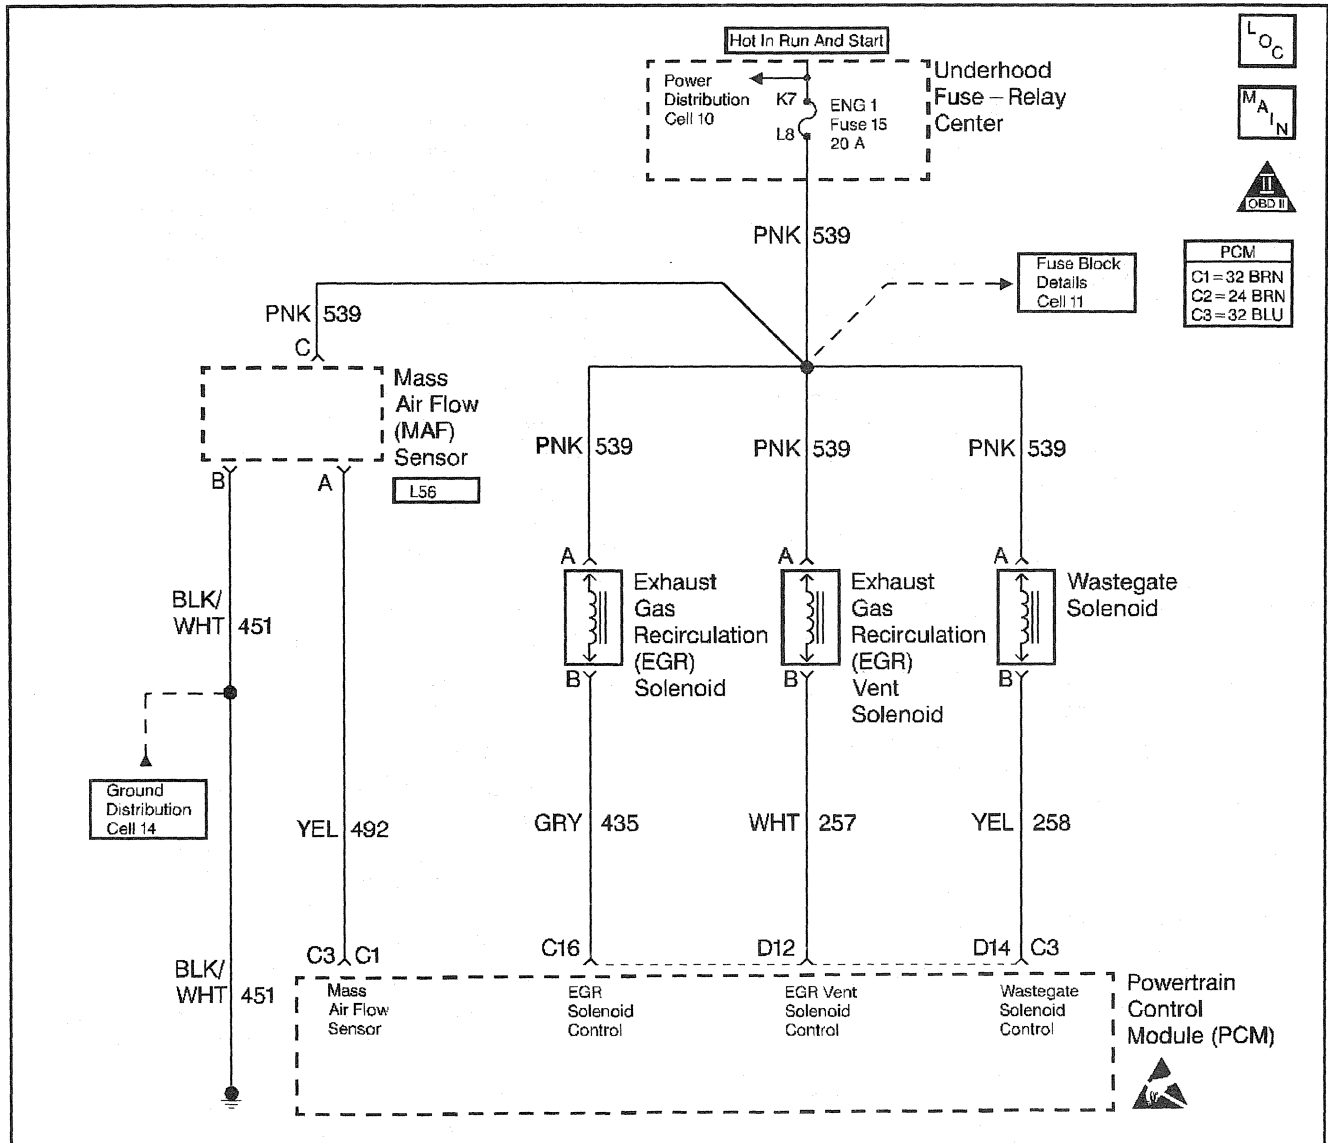 Hot In Run And Start
Power
Distribution
Cell 10
K7
L8
ENG 1
Fuse 15
20 A
Underhood
Fuse – Relay
Center
L O C
M A I N
II
OBD II
PCM
C1=32 BRN
C2=24 BRN
C3=32 BLU
PNK 539
Fuse Block
Details
Cell 11
PNK 539
C
Mass
Air Flow
(MAF)
Sensor
L56
B
A
PNK 539
PNK 539
PNK 539
A
A
A
Exhaust
Gas
Recirculation
(EGR)
Solenoid
Exhaust
Gas
Recirculation
(EGR)
Vent
Solenoid
Wastegate
Solenoid
B
B
B
BLK/
WHT 451
Ground
Distribution
Cell 14
YEL 492
GRY 435
WHT 257
YEL 258
BLK/
WHT 451
C3 C1
C16
D12
D14 C3
Mass
Air Flow
Sensor
EGR
Solenoid
Control
EGR Vent
Solenoid
Control
Wastegate
Solenoid
Control
Powertrain
Control
Module (PCM)